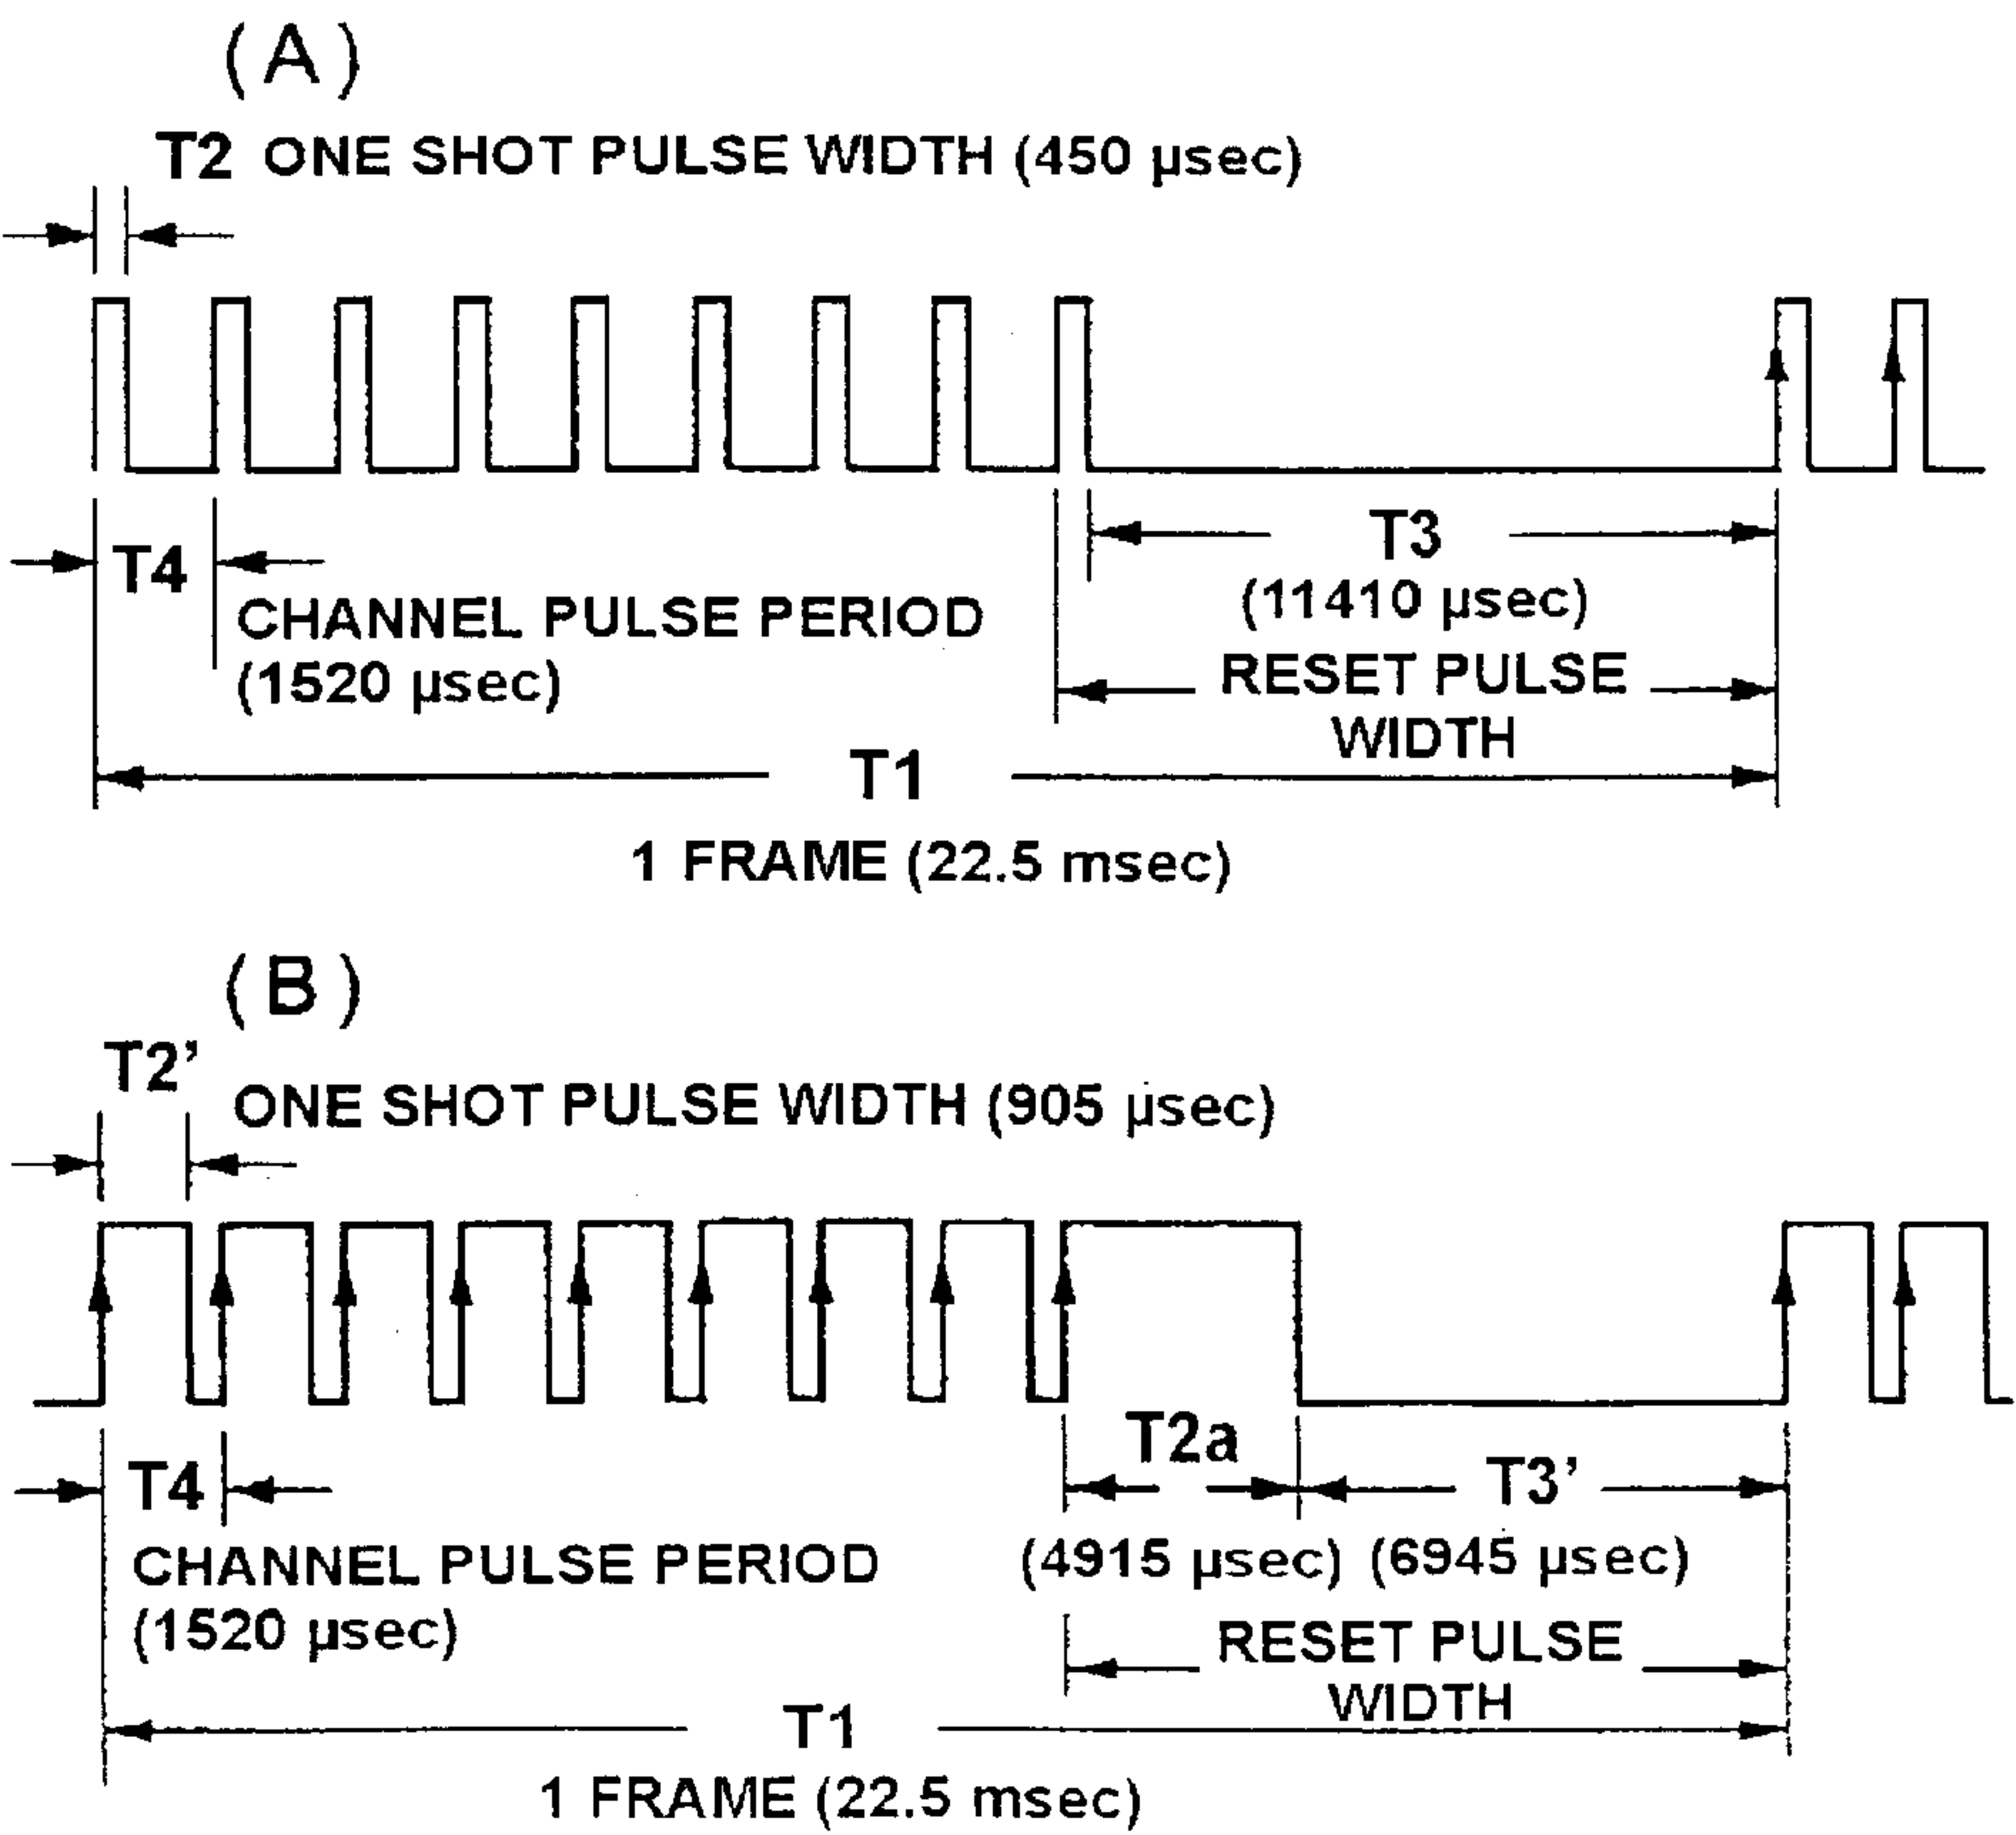 (A)
T2 ONE SHOT PULSE WIDTH (450 µsec)
T4
T3
(11410 µsec)
CHANNEL PULSE PERIOD
(1520 µsec)
RESET PULSE
WIDTH
T1
1 FRAME (22.5 msec)
(B)
T2’
ONE SHOT PULSE WIDTH (905 µsec)
T2a
T4
T3’
CHANNEL PULSE PERIOD
(4915 µsec) (6945 µsec)
(1520 µsec)
RESET PULSE
WIDTH
T1
1 FRAME (22.5 msec)